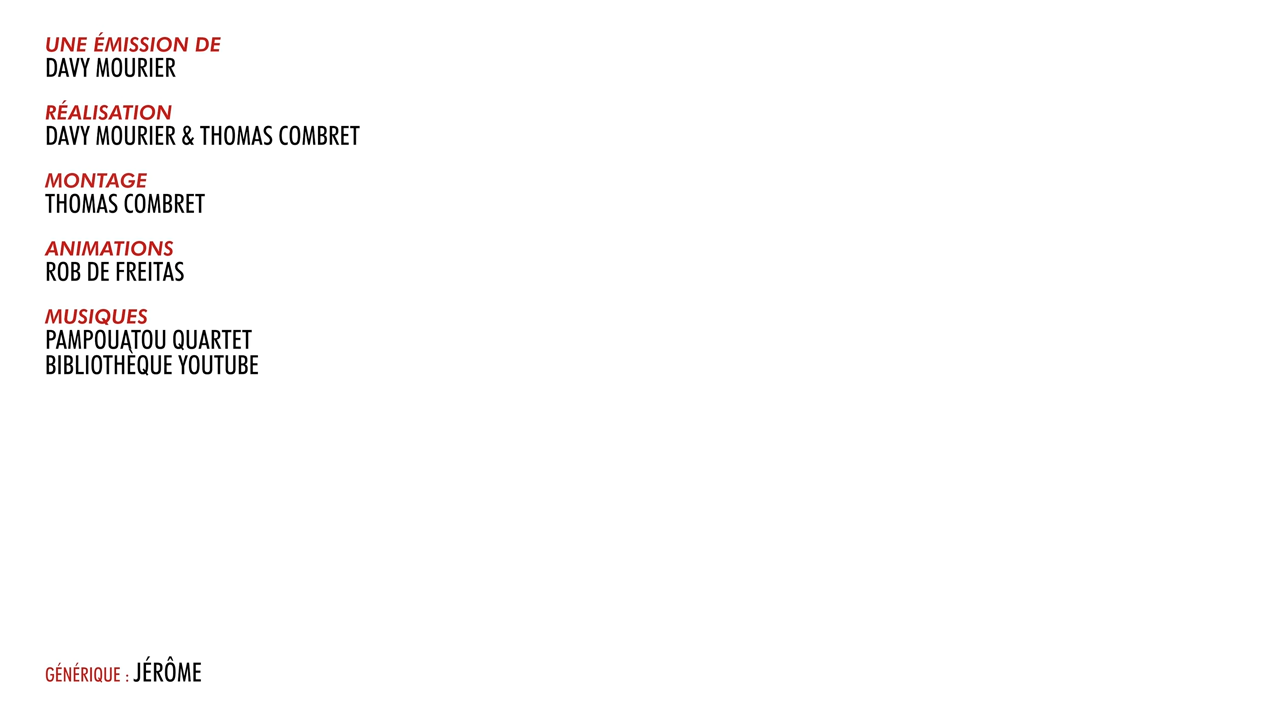 UNE ÉMISSION DE
DAVY MOURIER
RÉALISATION
DAVY MOURIER & THOMAS COMBRET
MONTAGE
THOMAS COMBRET
ANIMATIONS
ROB DE FREITAS
MUSIQUES
PAMPOUATOU QUARTET
BIBLIOTHÈQUE YOUTUBE
GÉNÉRIQUE : JÉRÔME